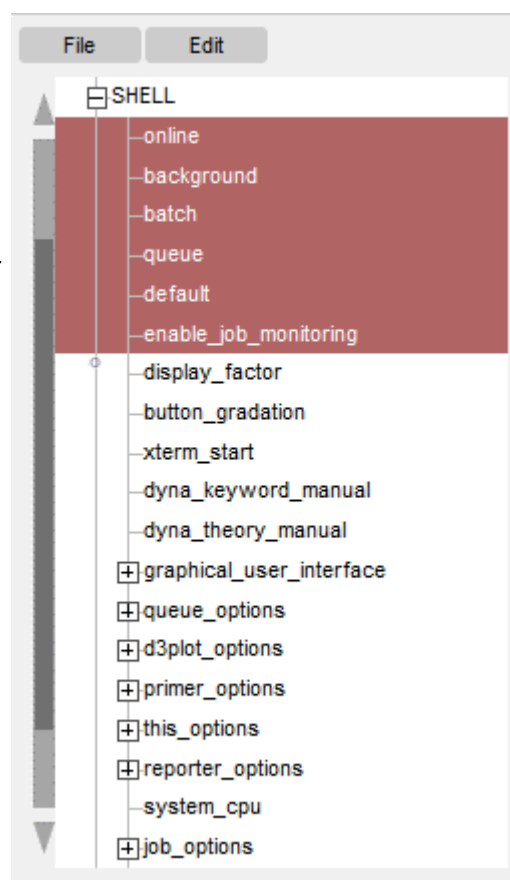 File Edit
SHELL
online
background
batch
queue
default
enable_job_monitoring
display_factor
button_gradation
xterm_start
dyna_keyword_manual
dyna_theory_manual
graphical_user_interface
queue_options
d3plot_options
primer_options
this_options
reporter_options
system_cpu
job_options